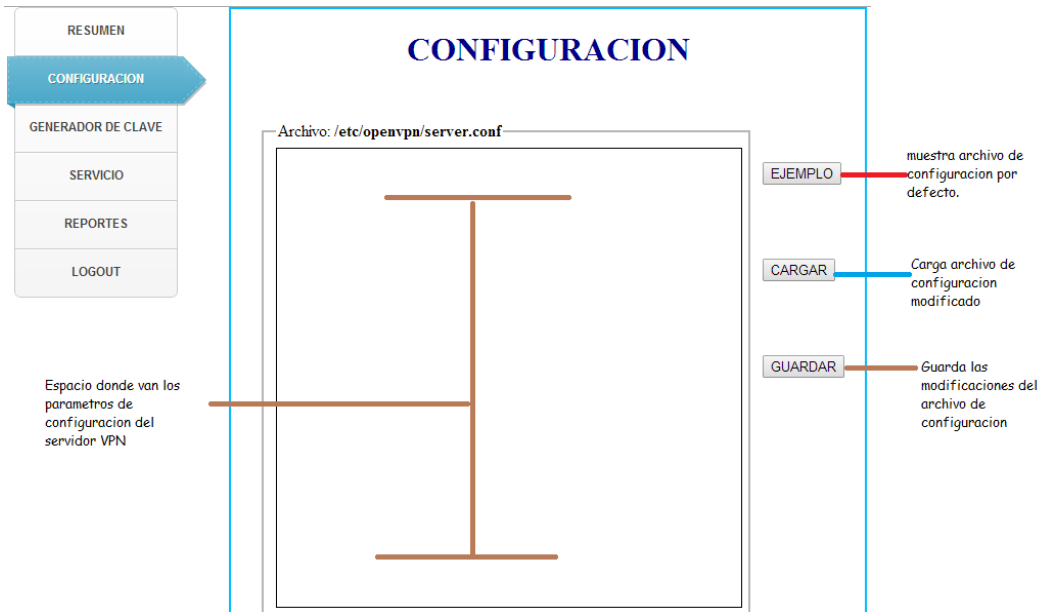 RESUMEN
CONFIGURACION
GENERADOR DE CLAVE
SERVICIO
REPORTES
LOGOUT
CONFIGURACION
Archivo: /etc/openvpn/server.conf
EJEMPLO
muestra archivo de
configuracion por
defecto.
CARGAR
Carga archivo de
configuracion
modificado
GUARDAR
Guarda las
modificaciones del
archivo de
configuracion
Espacio donde van los
parametros de
configuracion del
servidor VPN